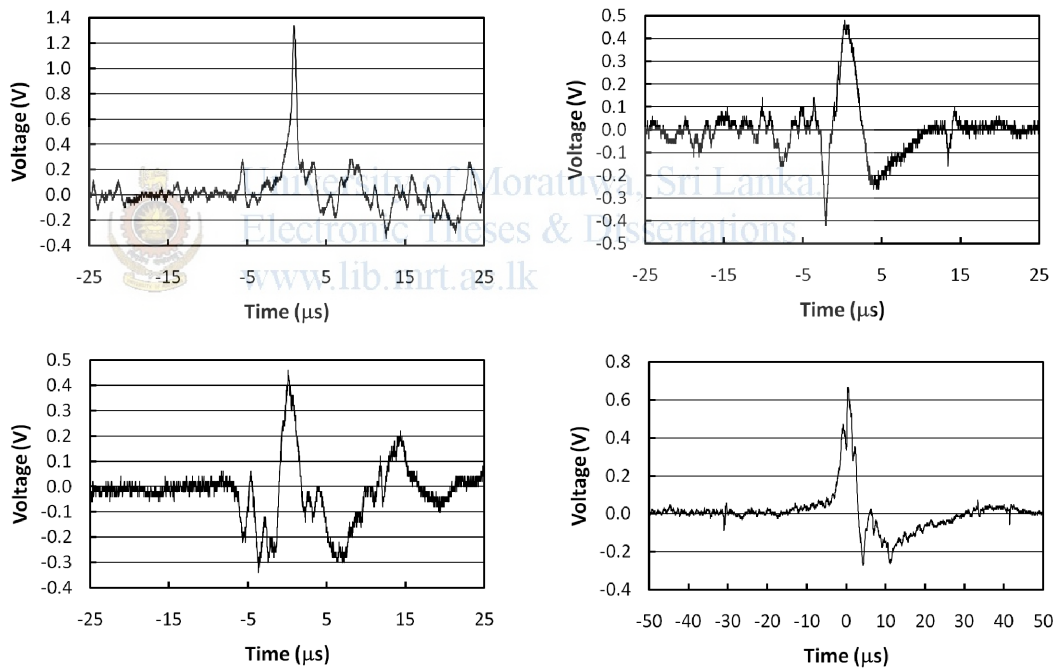 1.4
1.2
1.0
0.8
0.6
0.4
0.2
0.0
-0.2
-0.4
Voltage (V)
-25 -15 -5 5 15 25
Time (μs)
0.5
0.4
0.3
0.2
0.1
0.0
-0.1
-0.2
-0.3
-0.4
-0.5
Voltage (V)
-25 -15 -5 5 15 25
Time (μs)
University of Moratuwa, Sri Lanka.
Electronic Theses & Dissertations
www.lib.mrt.ac.lk
0.5
0.4
0.3
0.2
0.1
0.0
-0.1
-0.2
-0.3
-0.4
Voltage (V)
-25 -15 -5 5 15 25
Time (μs)
0.8
0.6
0.4
0.2
0.0
-0.2
-0.4
Voltage (V)
-50 -40 -30 -20 -10 0 10 20 30 40 50
Time (μs)